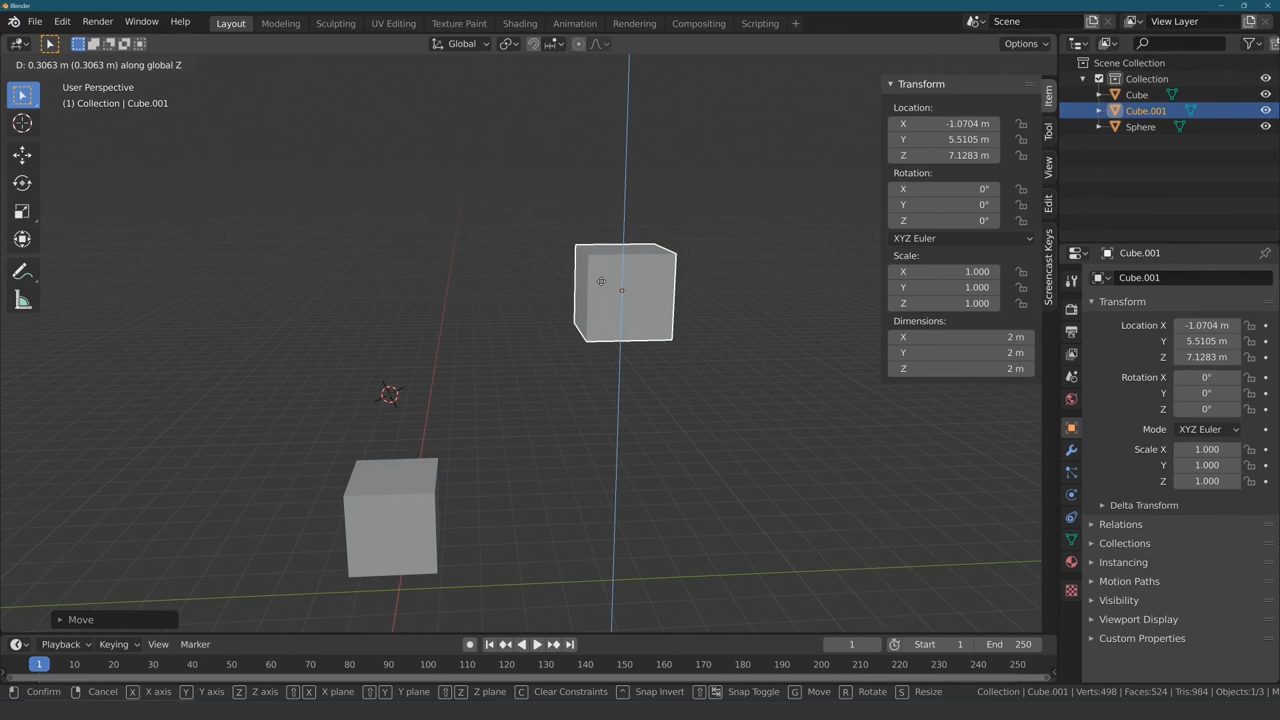 Blender
File Edit Render Window Help Layout Modeling Sculpting UV Editing Texture Paint Shading Animation Rendering Compositing Scripting + Scene View Layer
Global Options
D: 0.3063 m (0.3063 m) along global Z
User Perspective
(1) Collection | Cube.001
Transform
Location:
X -1.0704 m
Y 5.5105 m
Z 7.1283 m
Rotation:
X 0°
Y 0°
Z 0°
XYZ Euler
Scale:
X 1.000
Y 1.000
Z 1.000
Dimensions:
X 2 m
Y 2 m
Z 2 m
Item
Tool
View
Edit
Screencast Keys
Scene Collection
Collection
Cube
Cube.001
Sphere
Cube.001
Cube.001
Transform
Location X -1.0704 m
Y 5.5105 m
Z 7.1283 m
Rotation X 0°
Y 0°
Z 0°
Mode XYZ Euler
Scale X 1.000
Y 1.000
Z 1.000
Delta Transform
Relations
Collections
Instancing
Motion Paths
Visibility
Viewport Display
Custom Properties
Move
Playback Keying View Marker 1 Start 1 End 250
1 10 20 30 40 50 60 70 80 90 100 110 120 130 140 150 160 170 180 190 200 210 220 230 240 250
Confirm Cancel X X axis Y Y axis Z Z axis X X plane Y Y plane Z Z plane C Clear Constraints Snap Invert Snap Toggle G Move R Rotate S Resize Collection | Cube.001 | Verts:498 | Faces:524 | Tris:984 | Objects:1/3 | M